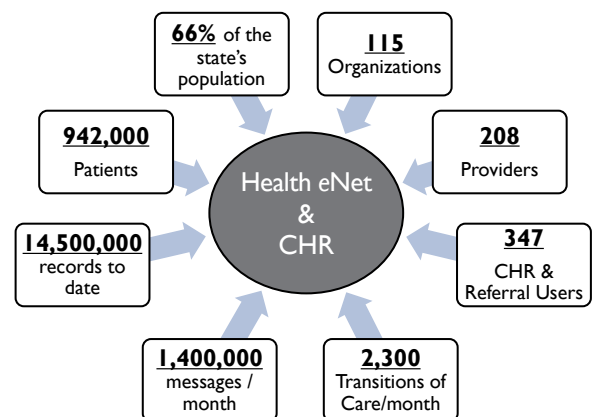 66% of the
state's
population
115
Organizations
942,000
Patients
208
Providers
Health eNet
&
CHR
14,500,000
records to
date
347
CHR &
Referral Users
1,400,000
messages /
month
2,300
Transitions of
Care/month